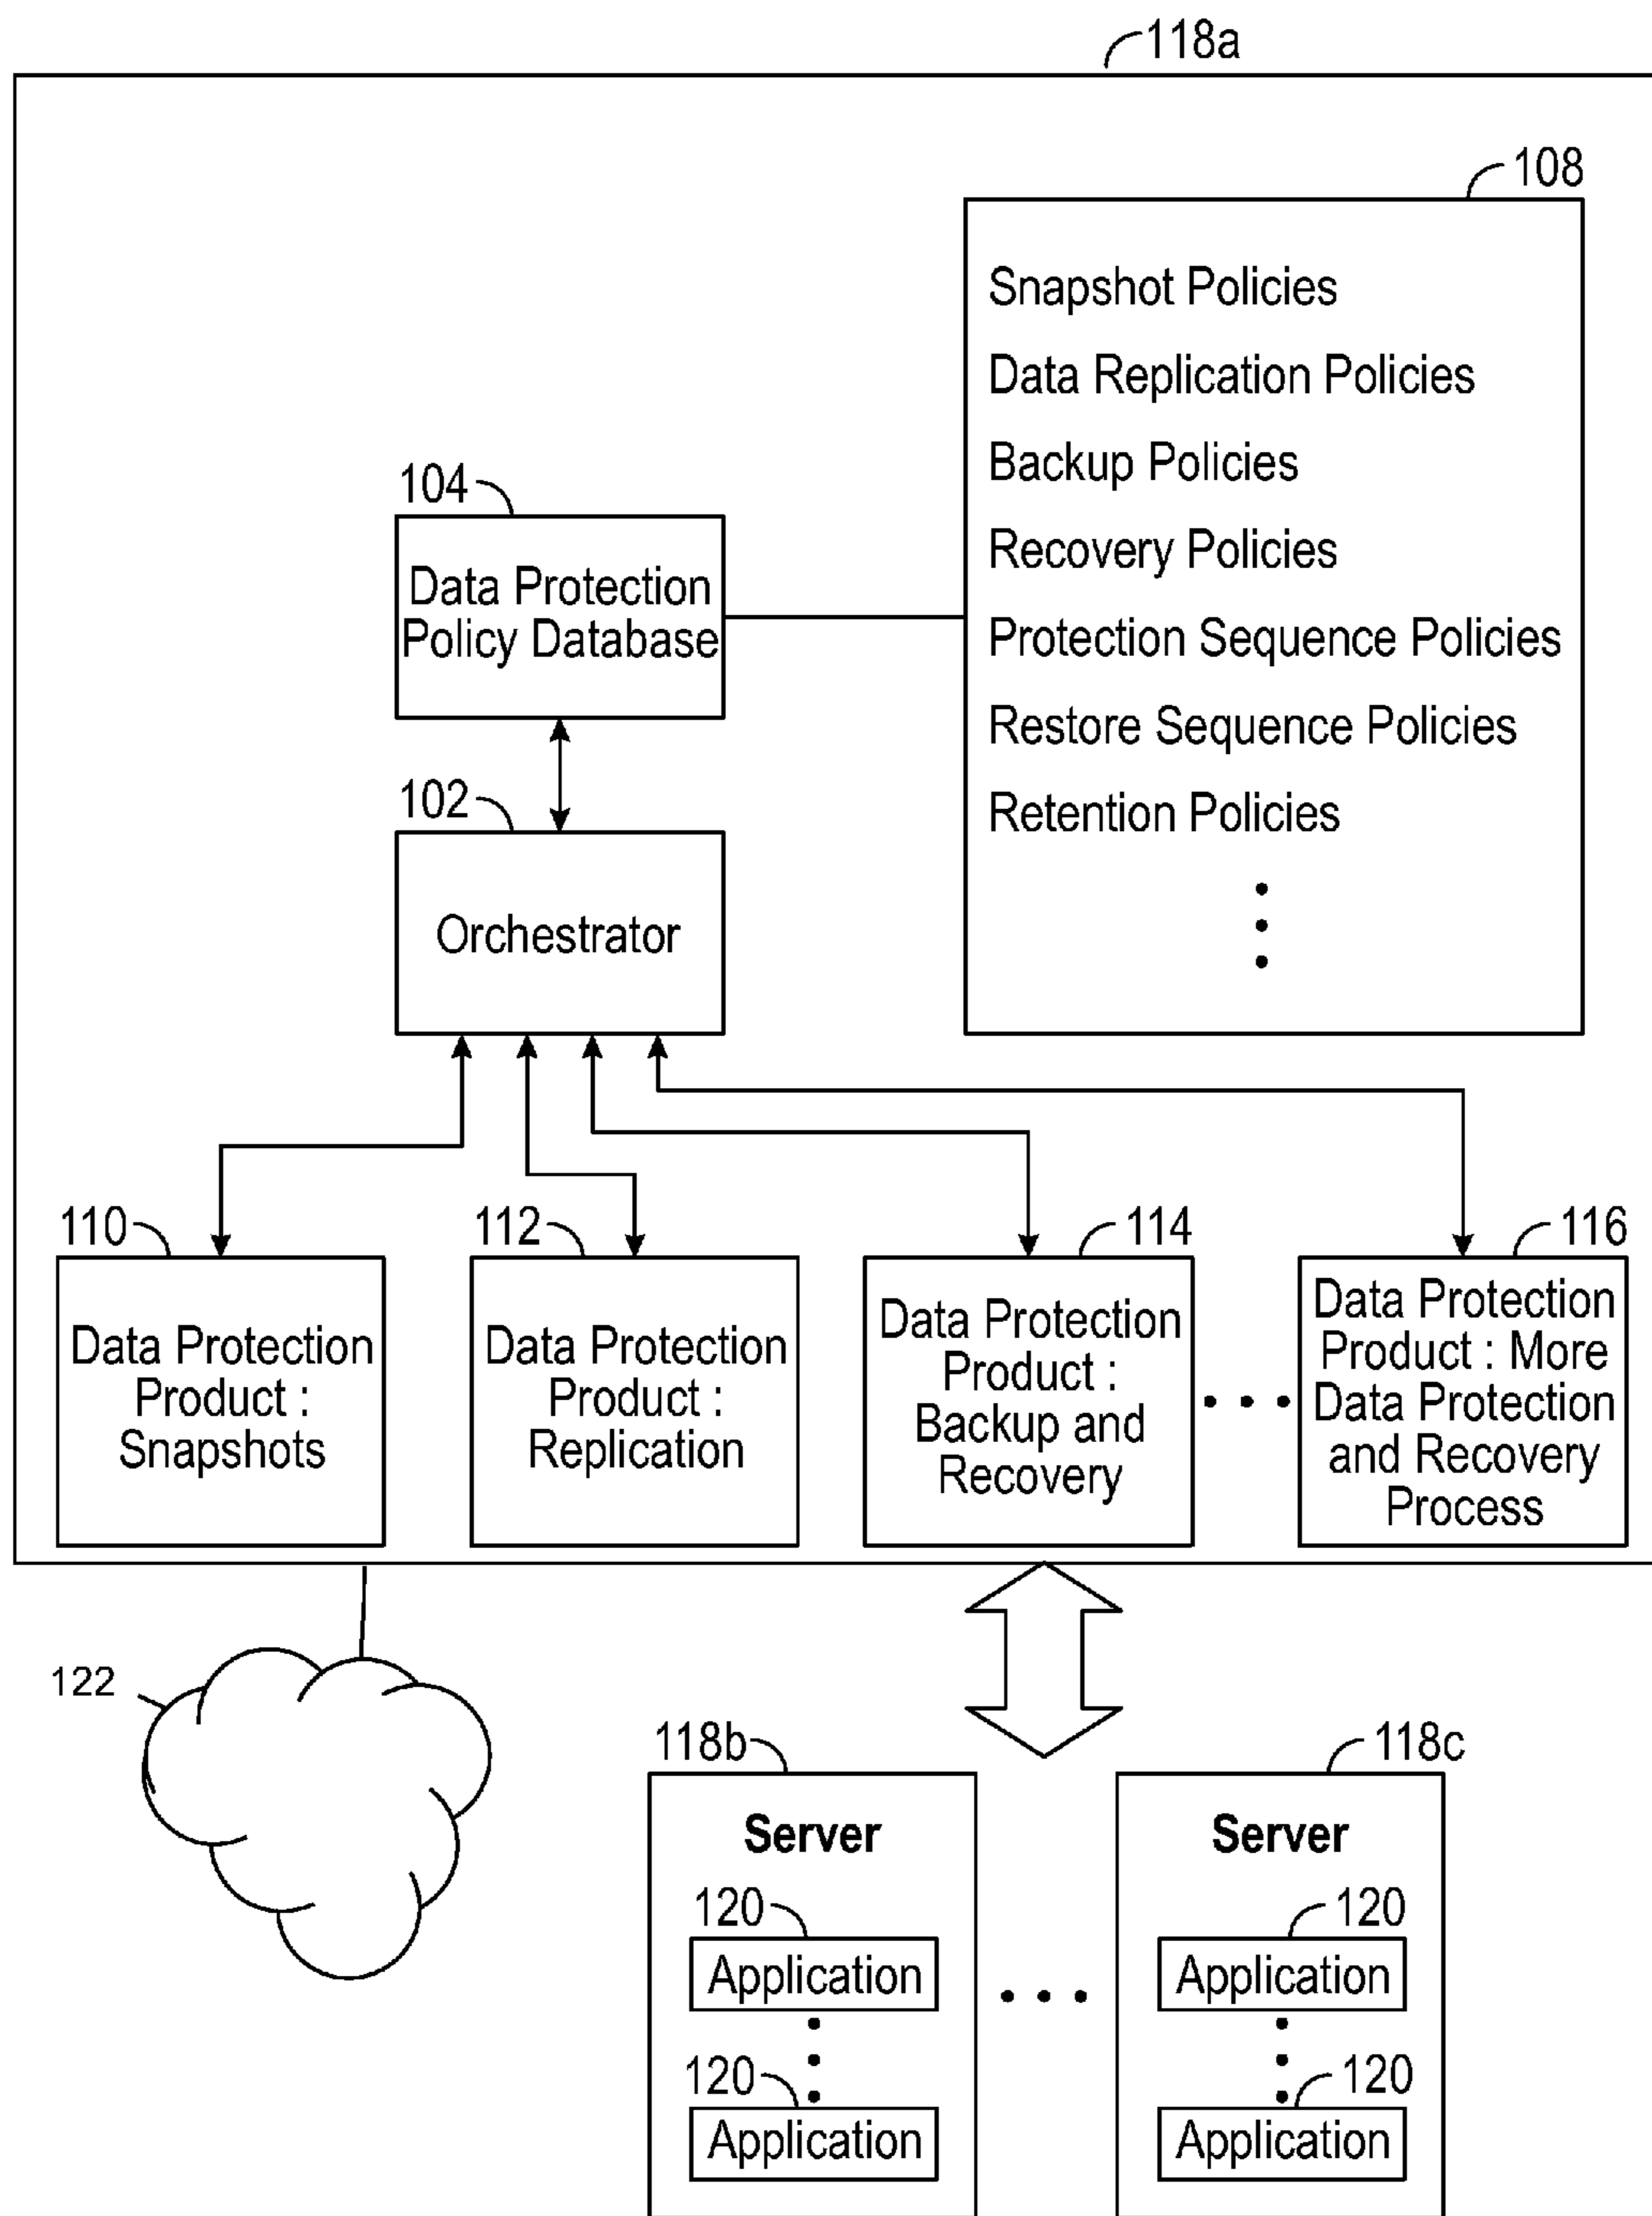 118a
108
Snapshot Policies
Data Replication Policies
Backup Policies
Recovery Policies
Protection Sequence Policies
Restore Sequence Policies
Retention Policies
104
Data Protection
Policy Database
102
Orchestrator
110
Data Protection
Product :
Snapshots
112
Data Protection
Product :
Replication
114
Data Protection
Product :
Backup and
Recovery
116
Data Protection
Product : More
Data Protection
and Recovery
Process
122
118b
Server
120
Application
120
Application
118c
Server
120
Application
120
Application